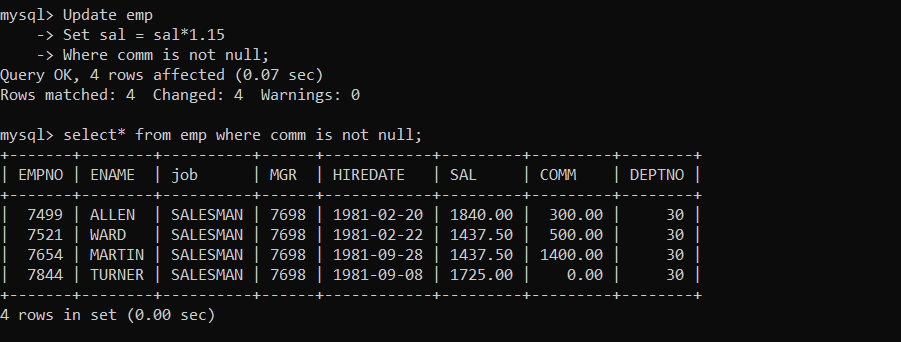 mysql> Update emp
    -> Set sal = sal*1.15
    -> Where comm is not null;
Query OK, 4 rows affected (0.07 sec)
Rows matched: 4  Changed: 4  Warnings: 0

mysql> select* from emp where comm is not null;
+-------+--------+----------+------+------------+---------+---------+--------+
| EMPNO | ENAME  | job      | MGR  | HIREDATE   | SAL     | COMM    | DEPTNO |
+-------+--------+----------+------+------------+---------+---------+--------+
|  7499 | ALLEN  | SALESMAN | 7698 | 1981-02-20 | 1840.00 |  300.00 |     30 |
|  7521 | WARD   | SALESMAN | 7698 | 1981-02-22 | 1437.50 |  500.00 |     30 |
|  7654 | MARTIN | SALESMAN | 7698 | 1981-09-28 | 1437.50 | 1400.00 |     30 |
|  7844 | TURNER | SALESMAN | 7698 | 1981-09-08 | 1725.00 |    0.00 |     30 |
+-------+--------+----------+------+------------+---------+---------+--------+
4 rows in set (0.00 sec)